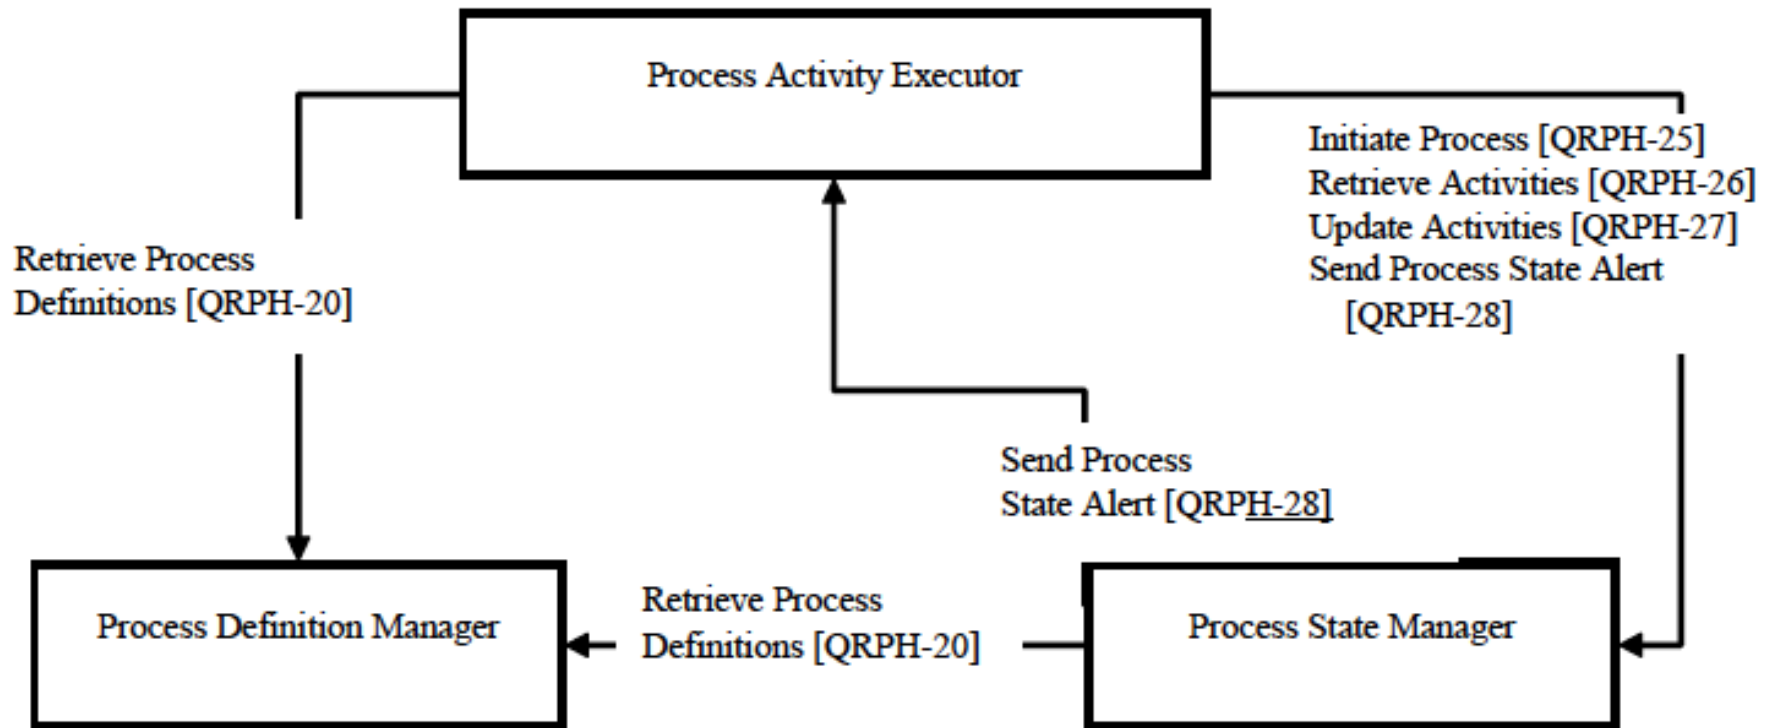 Process Activity Executor
Initiate Process [QRPH-25]
Retrieve Activities [QRPH-26]
Update Activities [QRPH-27]
Send Process State Alert
[QRPH-28]
Retrieve Process
Definitions [QRPH-20]
Send Process
State Alert [QRPH-28]
Process Definition Manager
Retrieve Process
Definitions [QRPH-20]
Process State Manager